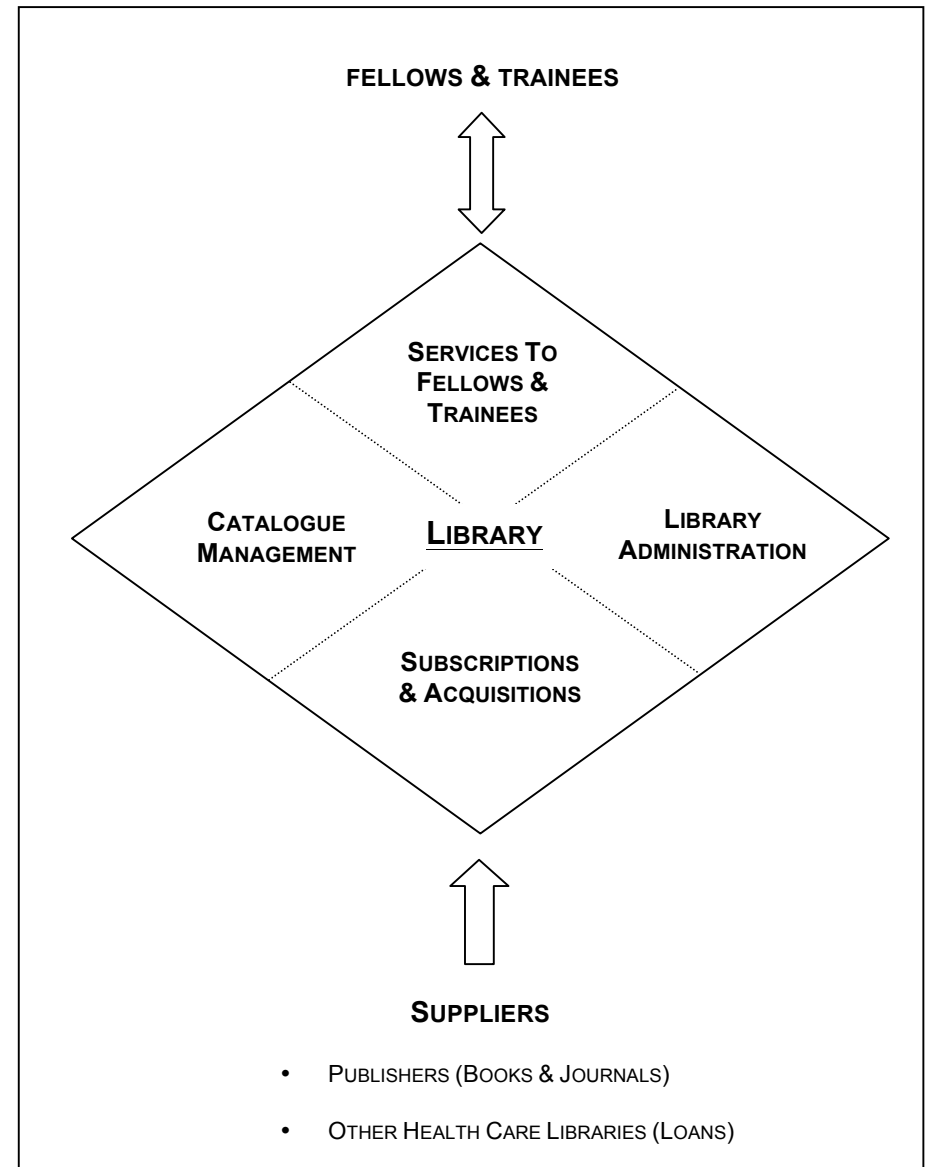 FELLOWS & TRAINEES
SERVICES TO
FELLOWS &
TRAINEES
CATALOGUE
MANAGEMENT
LIBRARY
LIBRARY
ADMINISTRATION
SUBSCRIPTIONS
& ACQUISITIONS
SUPPLIERS
• PUBLISHERS (BOOKS & JOURNALS)
• OTHER HEALTH CARE LIBRARIES (LOANS)